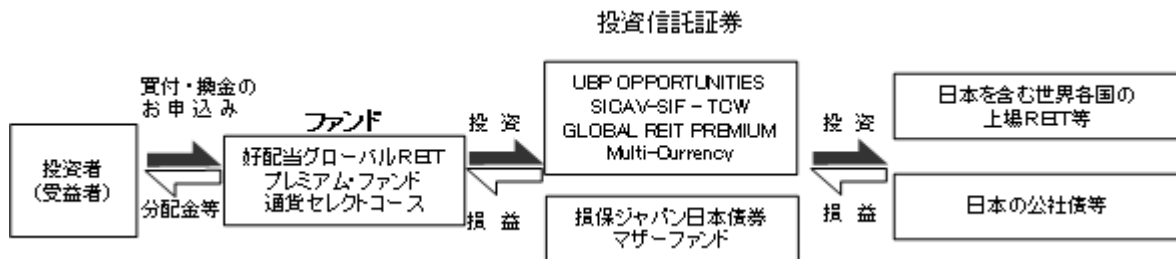 投資信託証券
買付・換金の
お申込み
ファンド
投資
UBP OPPORTUNITIES
SICAV-SIF - TCW
GLOBAL REIT PREMIUM
Multi-Currency
投資
日本を含む世界各国の
上場REIT等
投資者
(受益者)
好配当グローバルREIT
プレミアム・ファンド
通貨セレクトコース
分配金等
損益
損保ジャパン日本債券
マザーファンド
損益
日本の公社債等